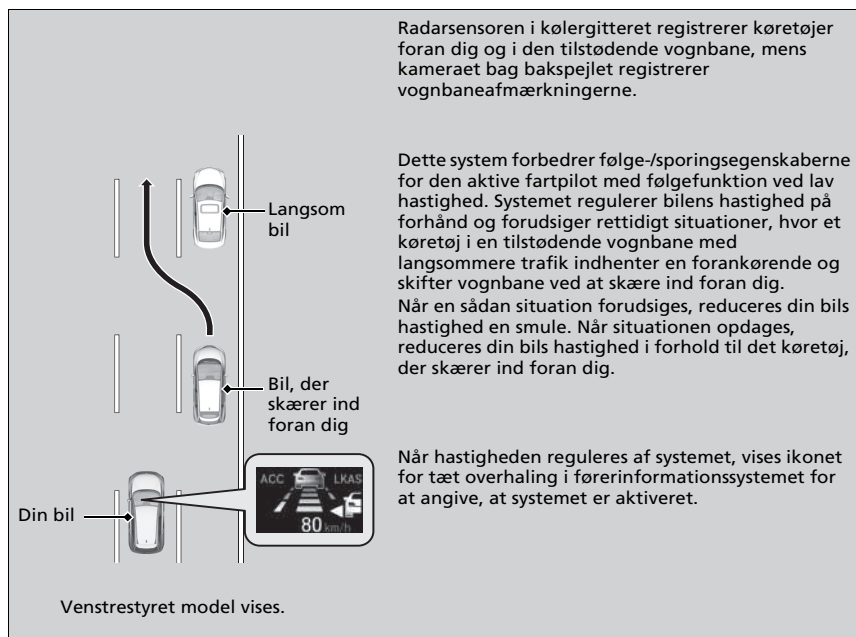 Radarsensoren i kølergitteret registrerer køretøjer
foran dig og i den tilstødende vognbane, mens
kameraet bag bakspejlet registrerer
vognbaneafmærkningerne.
Dette system forbedrer følge-/sporingsegenskaberne
for den aktive fartpilot med følgefunktion ved lav
hastighed. Systemet regulerer bilens hastighed på
forhånd og forudsiger rettidigt situationer, hvor et
køretøj i en tilstødende vognbane med
langsommere trafik indhenter en forankørende og
skifter vognbane ved at skære ind foran dig.
Når en sådan situation forudsiges, reduceres din bils
hastighed en smule. Når situationen opdages,
reduceres din bils hastighed i forhold til det køretøj,
der skærer ind foran dig.
Når hastigheden reguleres af systemet, vises ikonet
for tæt overhaling i førerinformationssystemet for
at angive, at systemet er aktiveret.
Langsom
bil
Bil, der
skærer ind
foran dig
ACC LKAS
80 km/h
Din bil
Venstrestyret model vises.